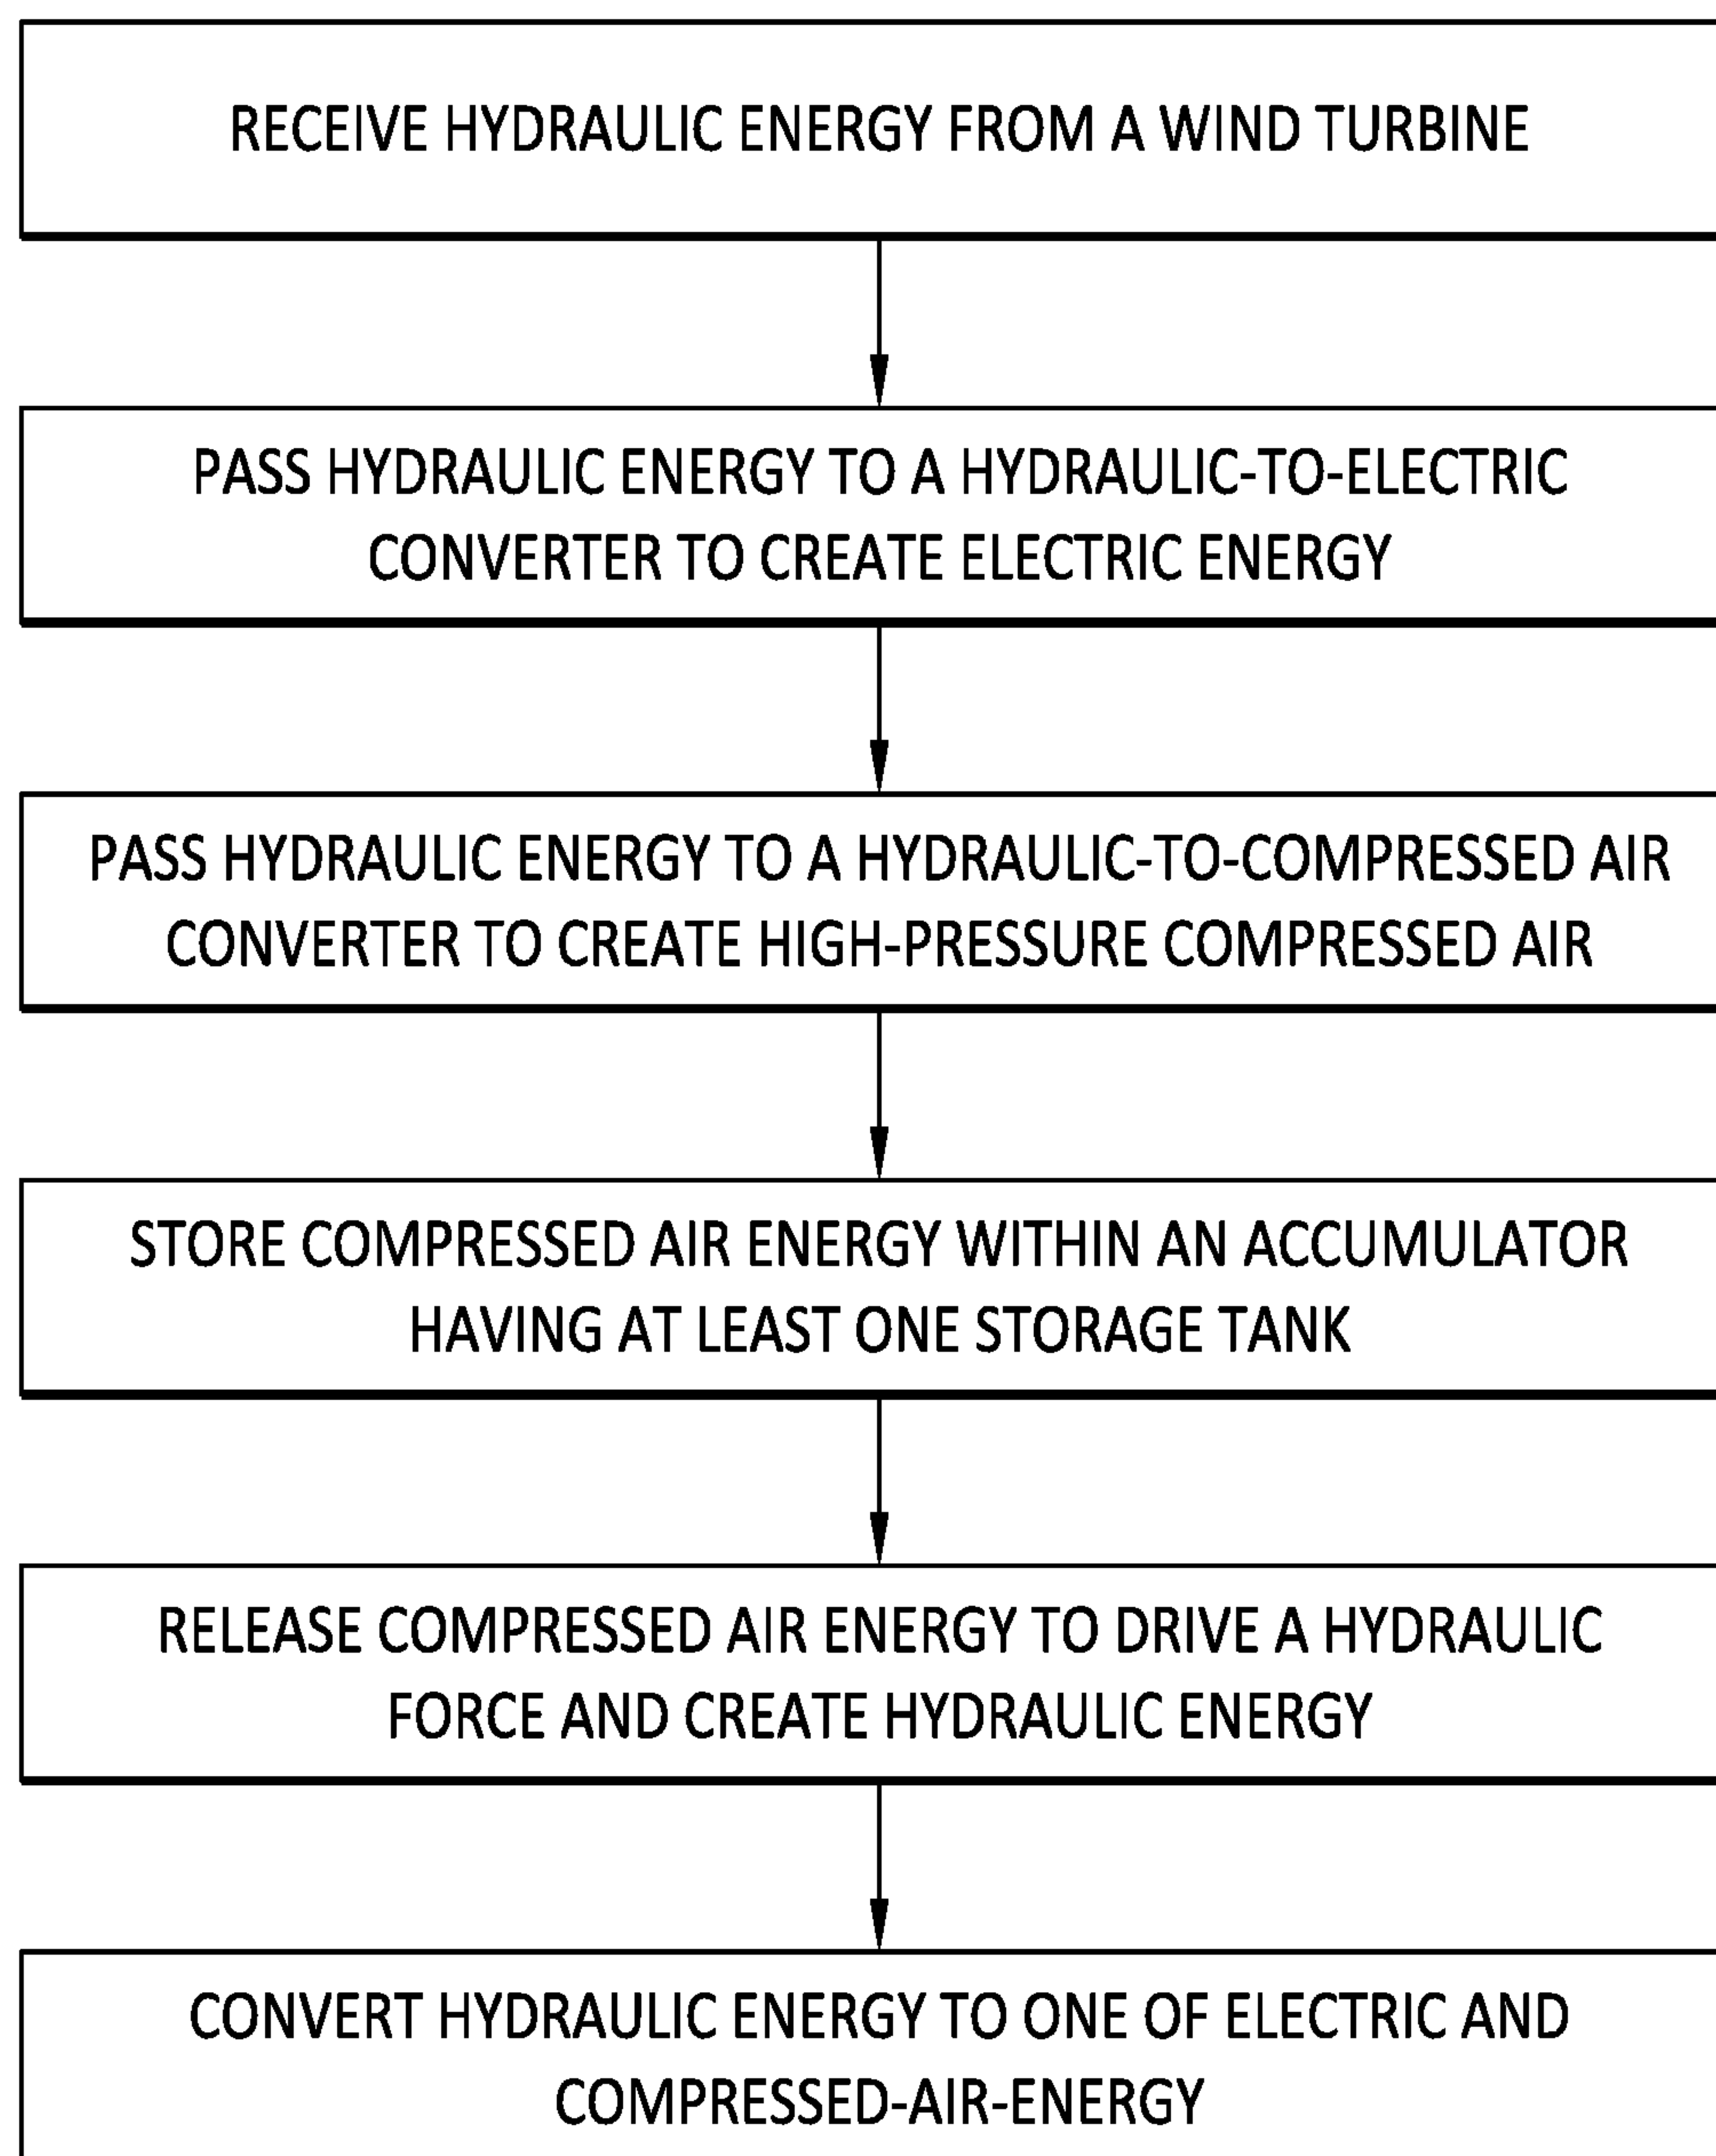 RECEIVE HYDRAULIC ENERGY FROM A WIND TURBINE
PASS HYDRAULIC ENERGY TO A HYDRAULIC-TO-ELECTRIC
CONVERTER TO CREATE ELECTRIC ENERGY
PASS HYDRAULIC ENERGY TO A HYDRAULIC-TO-COMPRESSED AIR
CONVERTER TO CREATE HIGH-PRESSURE COMPRESSED AIR
STORE COMPRESSED AIR ENERGY WITHIN AN ACCUMULATOR
HAVING AT LEAST ONE STORAGE TANK
RELEASE COMPRESSED AIR ENERGY TO DRIVE A HYDRAULIC
FORCE AND CREATE HYDRAULIC ENERGY
CONVERT HYDRAULIC ENERGY TO ONE OF ELECTRIC AND
COMPRESSED-AIR-ENERGY